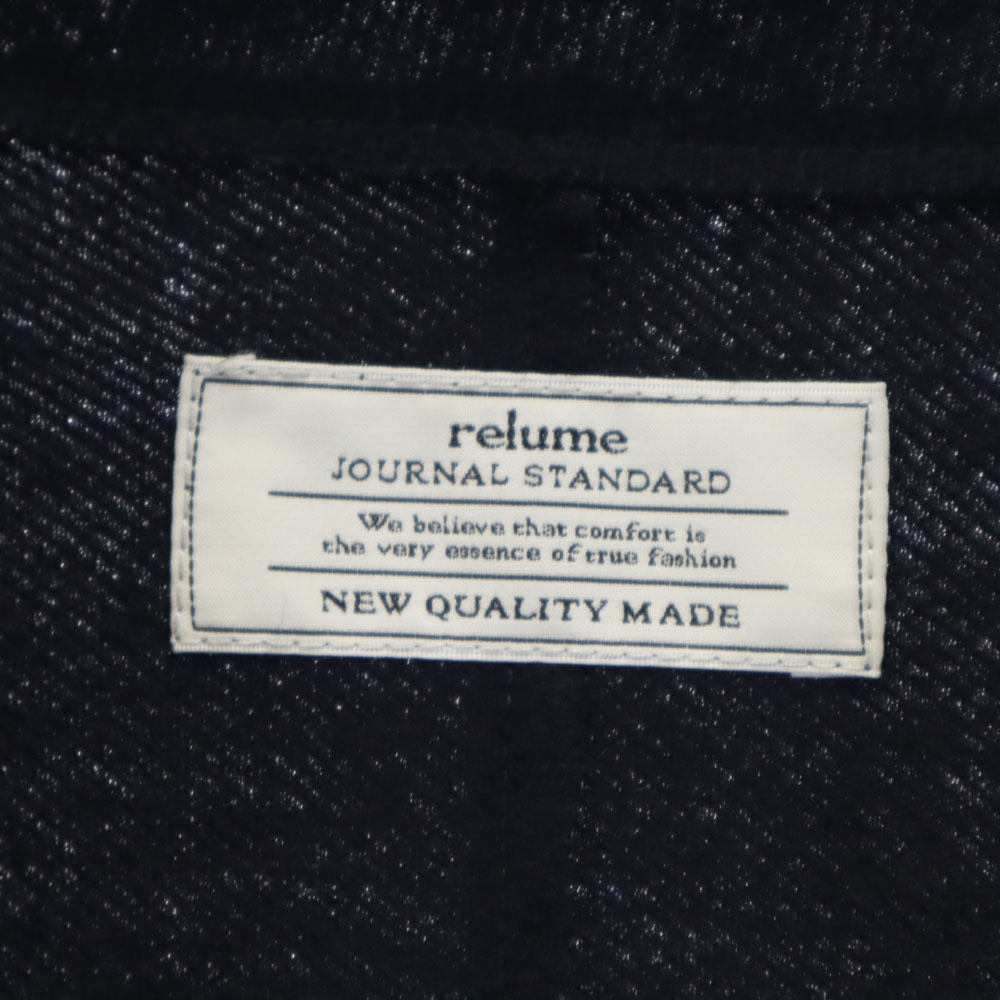 relume
JOURNAL STANDARD
We believe that comfort is
the very essence of true fashion
NEW QUALITY MADE